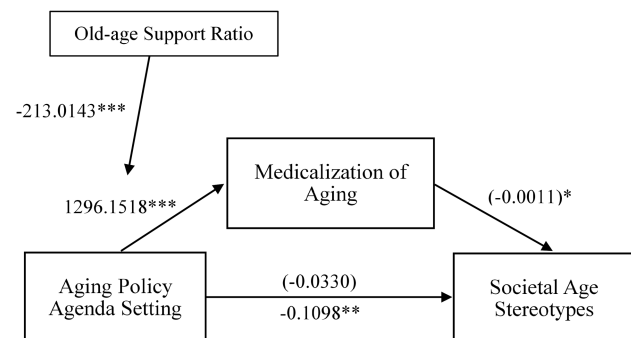 Old-age Support Ratio
-213.0143***
Medicalization of
Aging
1296.1518***
(-0.0011)*
Aging Policy
Agenda Setting
(-0.0330)
-0.1098**
Societal Age
Stereotypes